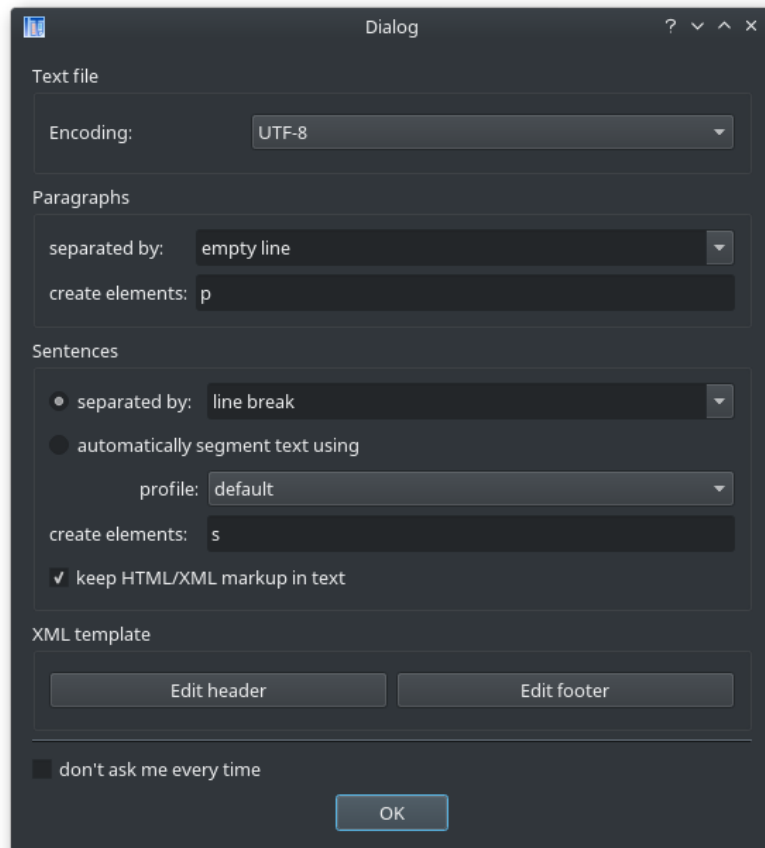 Dialog
Text file
Encoding: UTF-8
Paragraphs
separated by: empty line
create elements: p
Sentences
separated by: line break
automatically segment text using
profile: default
create elements: s
keep HTML/XML markup in text
XML template
Edit header Edit footer
don't ask me every time
OK